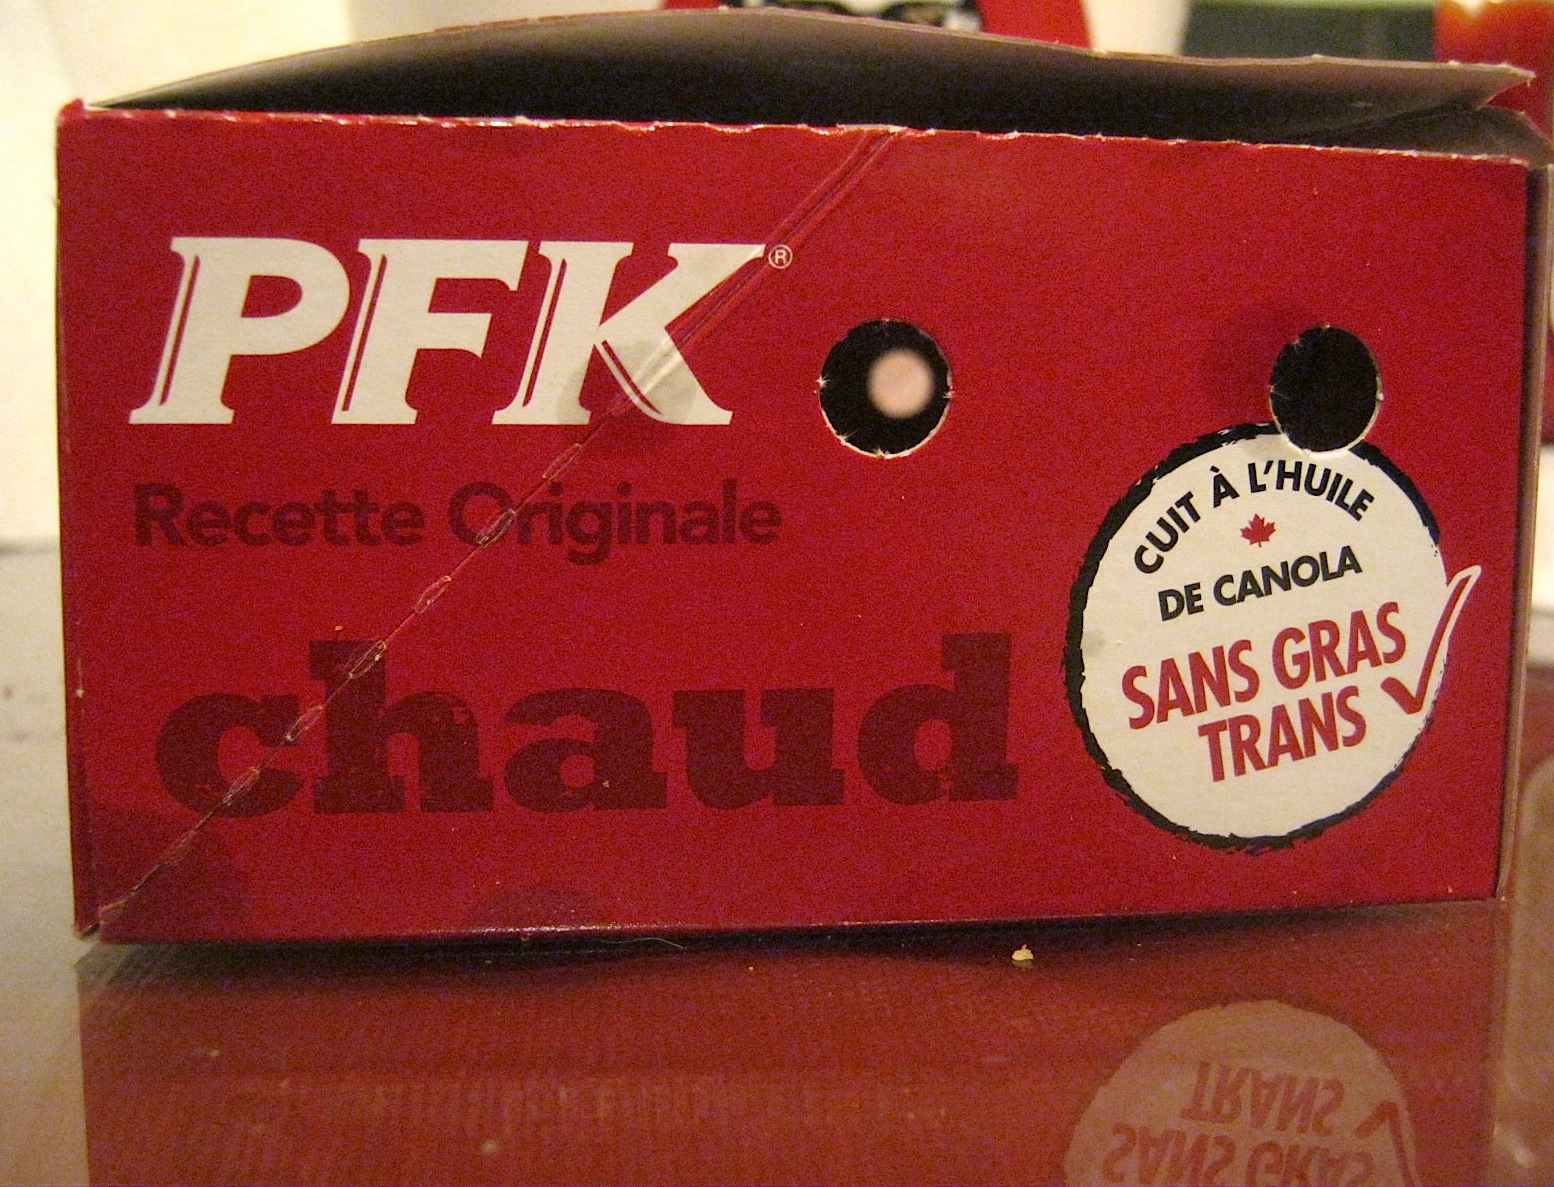 PFK®
Recette Originale
chaud
CUIT À L'HUILE
DE CANOLA
SANS GRAS
TRANS